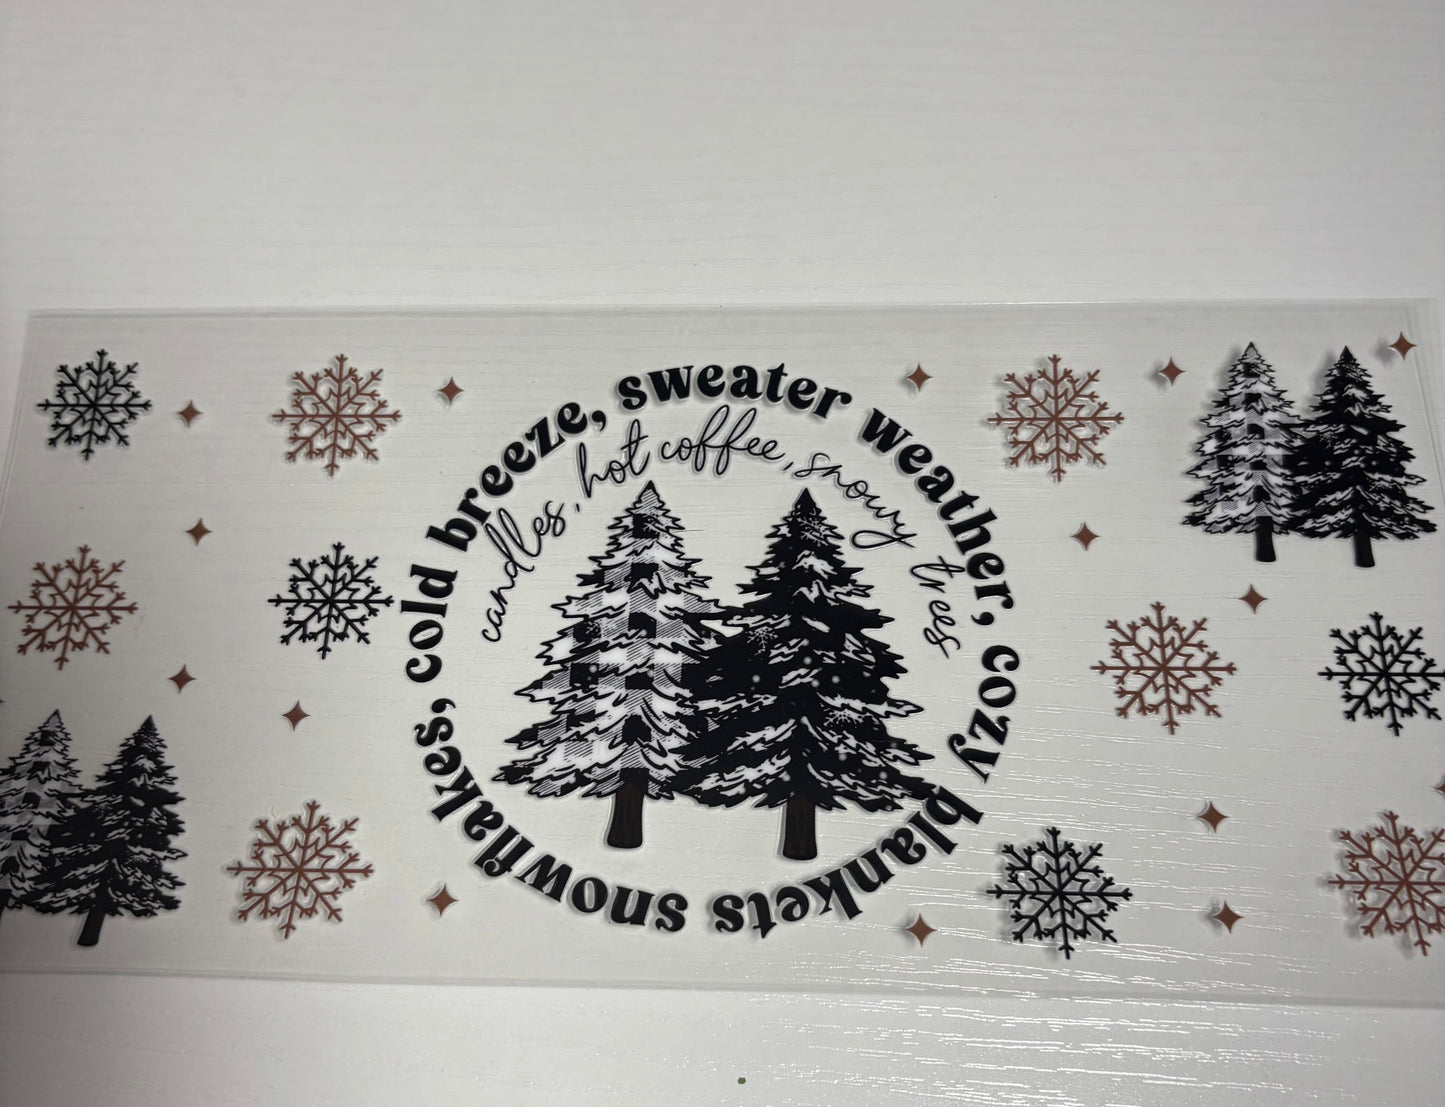 snowflakes, cold breeze, sweater weather, cozy blankets
candles, hot coffee, snowy trees